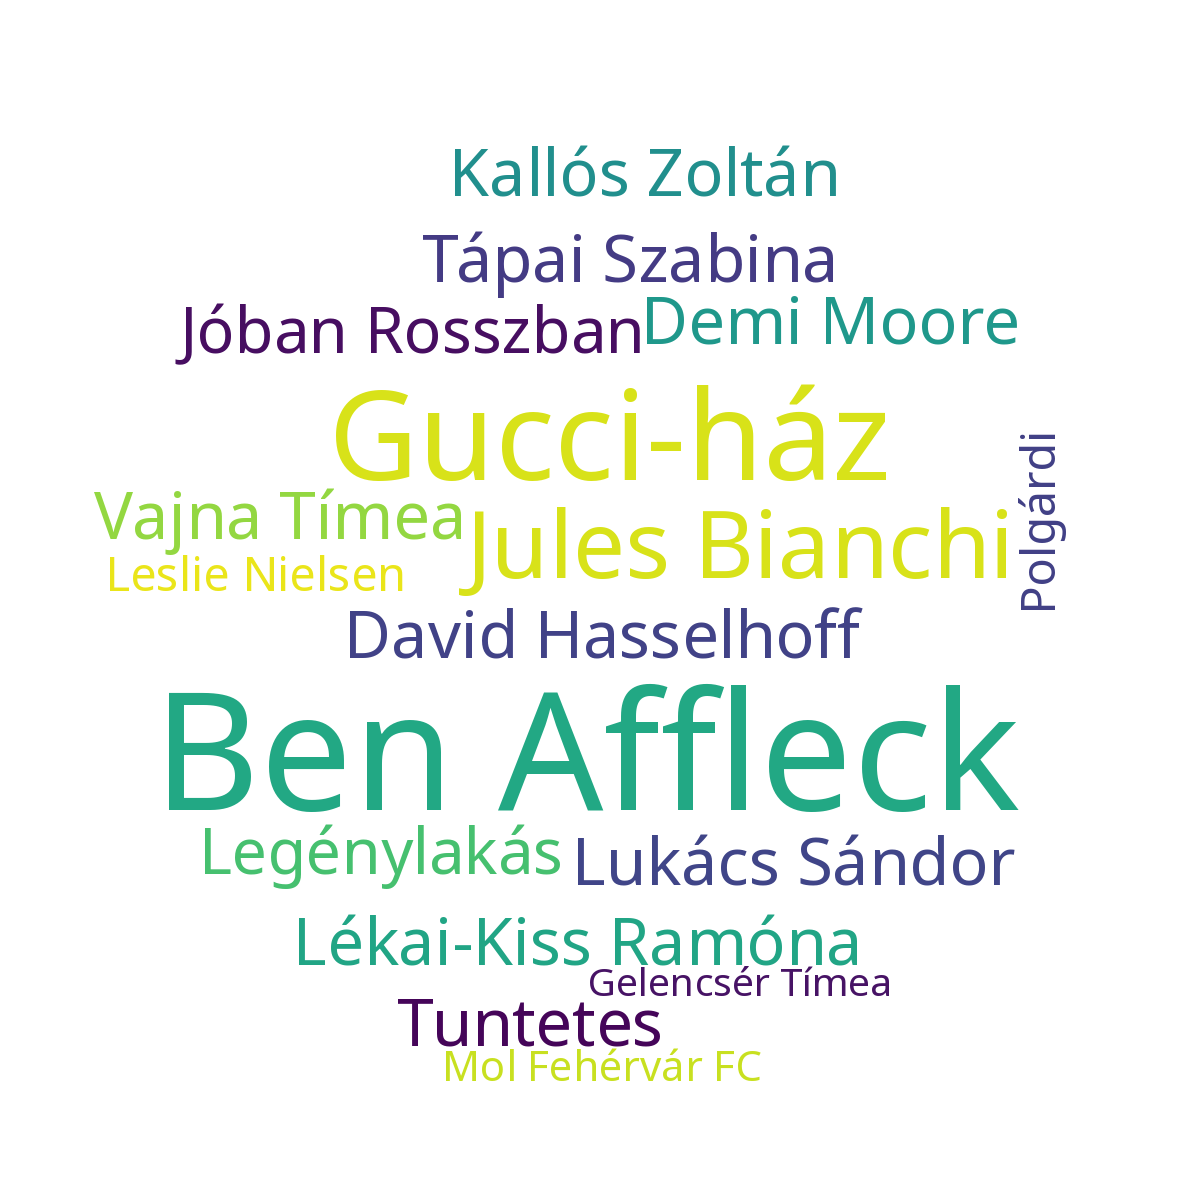 Kallós Zoltán
Tápai Szabina
Demi Moore
Jóban Rosszban
Gucci-ház
Polgárdi
Vajna Tímea
Jules Bianchi
Leslie Nielsen
David Hasselhoff
Ben Affleck
Legénylakás
Lukács Sándor
Lékai-Kiss Ramóna
Gelencsér Tímea
Tuntetes
Mol Fehérvár FC